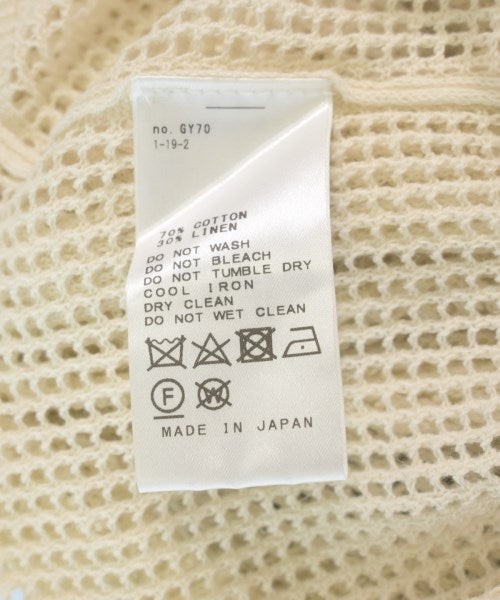 no. GY70
1-19-2
70% COTTON
30% LINEN
DO NOT WASH
DO NOT BLEACH
DO NOT TUMBLE DRY
COOL IRON
DRY CLEAN
DO NOT WET CLEAN
F W
MADE IN JAPAN